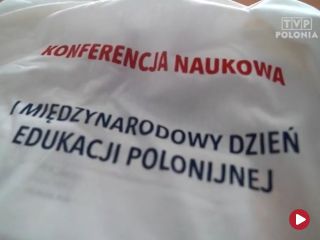 TVP
POLONIA
KONFERENCJA NAUKOWA
I MIĘDZYNARODOWY DZIEŃ
EDUKACJI POLONIJNEJ